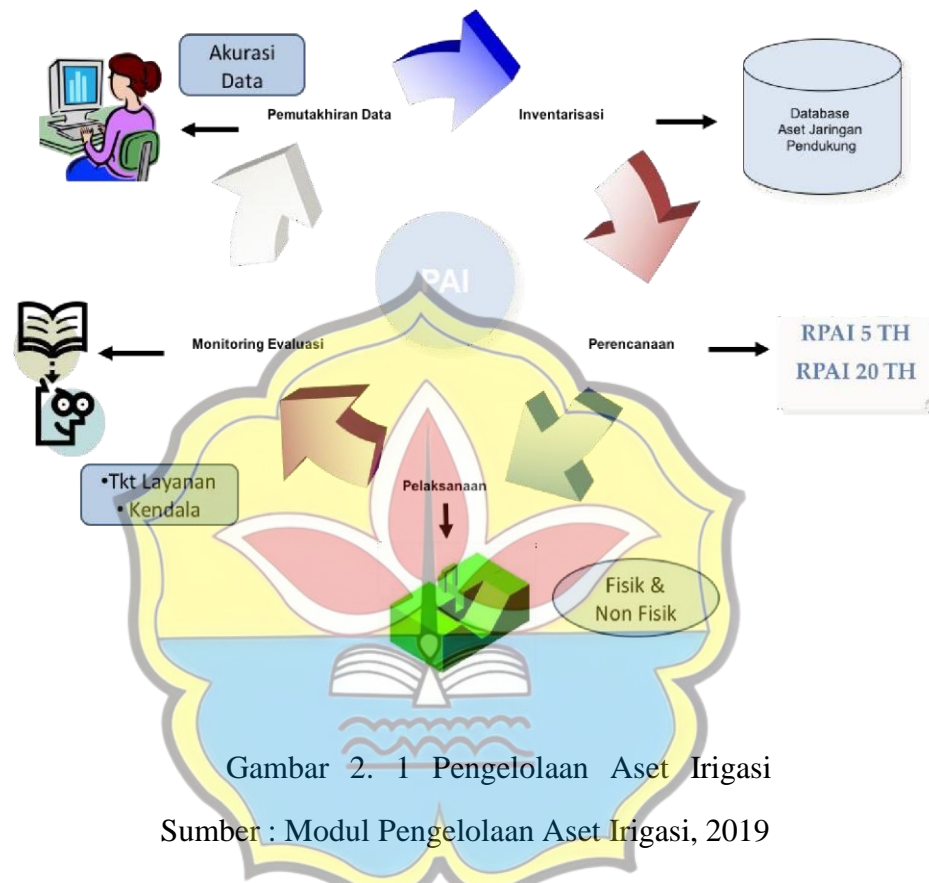 Akurasi
Data
Pemutakhiran Data
Inventarisasi
Database
Aset Jaringan
Pendukung
PAI
Monitoring Evaluasi
Perencanaan
RPAI 5 TH
RPAI 20 TH
•Tkt Layanan
• Kendala
Pelaksanaan
Fisik &
Non Fisik
Gambar 2. 1 Pengelolaan Aset Irigasi
Sumber : Modul Pengelolaan Aset Irigasi, 2019